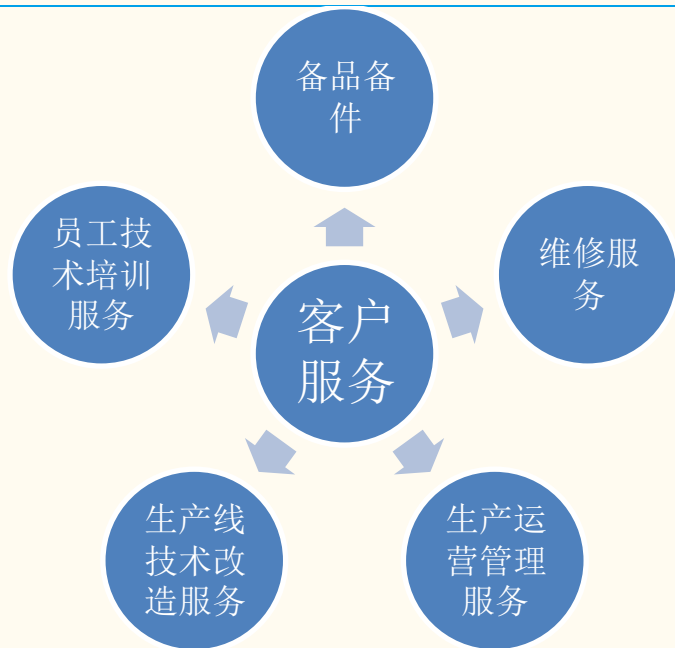 备品备
件
员工技
术培训
服务
维修服
务
客户
服务
生产线
技术改
造服务
生产运
营管理
服务